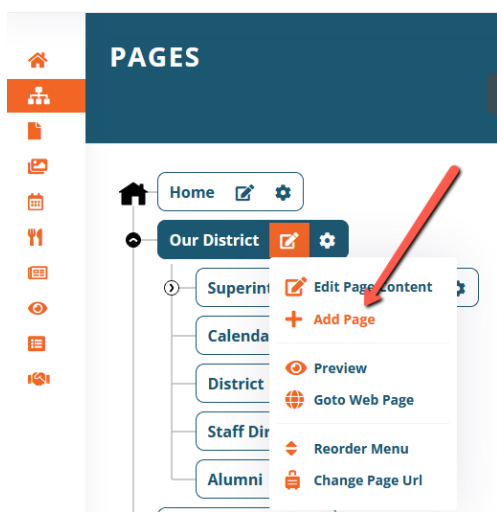 PAGES
Home
Our District
Edit Page Content
Add Page
Calenda
District
Preview
Goto Web Page
Staff Dir
Reorder Menu
Alumni
Change Page Url